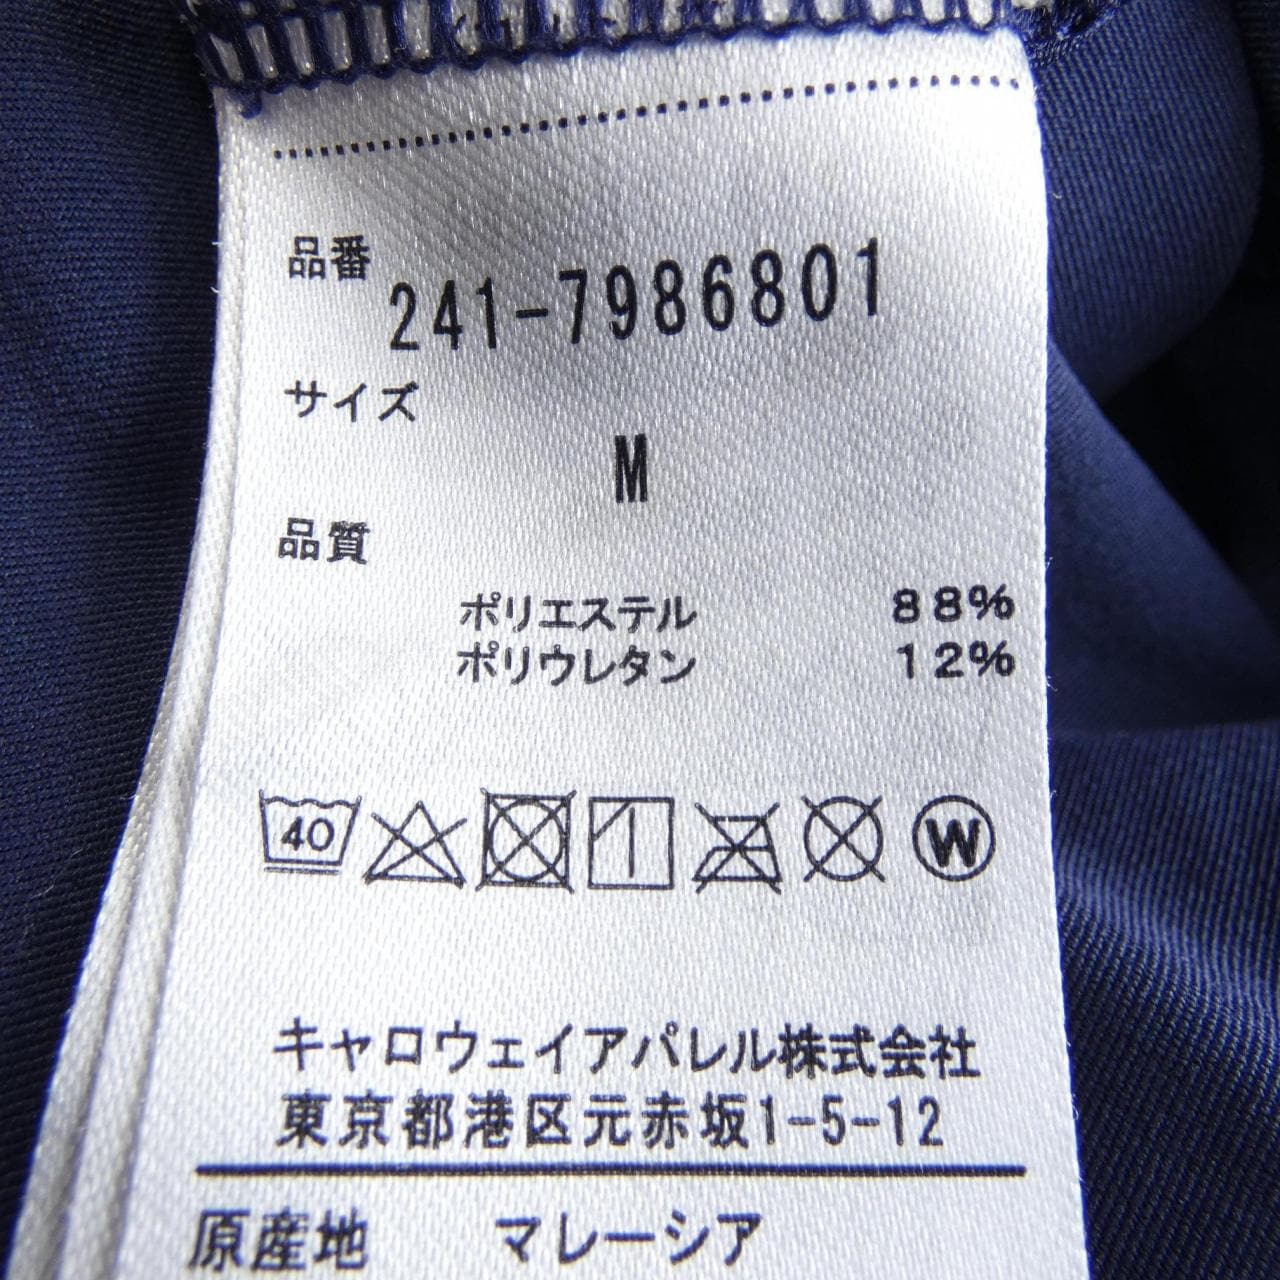 品番
241-7986801
サイズ
M
品質
ポリエステル 88%
ポリウレタン 12%
40 W
キャロウェイアパレル株式会社
東京都港区元赤坂1-5-12
原産地 マレーシア